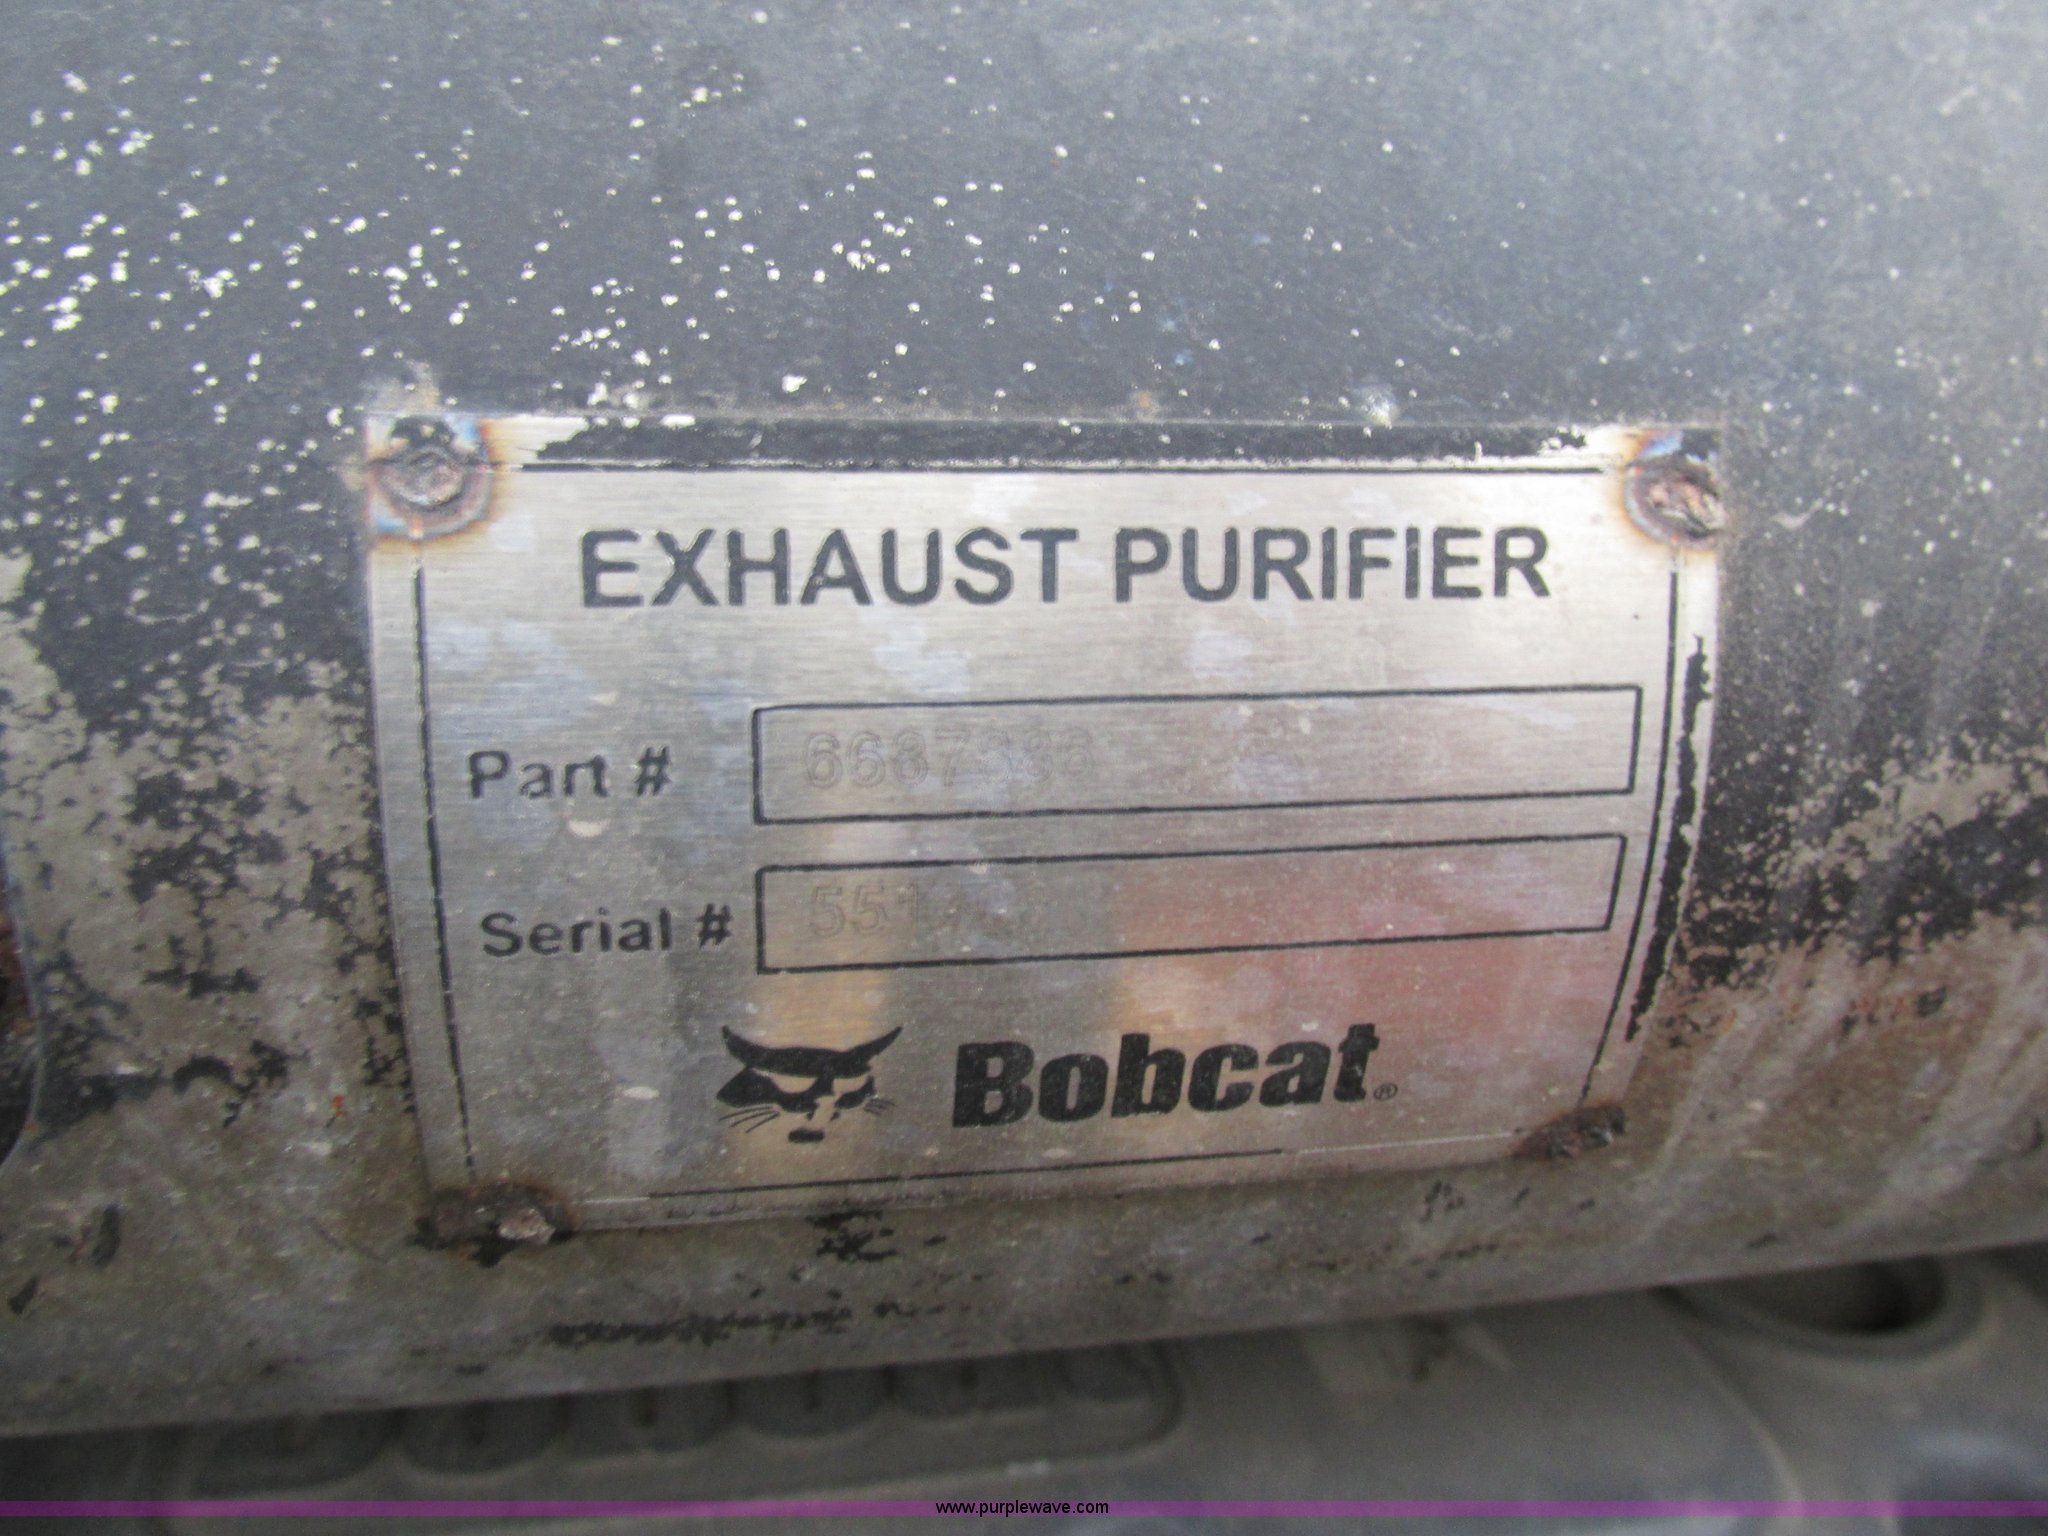 EXHAUST PURIFIER
Part #
Serial #
Bobcat®
www.purplewave.com